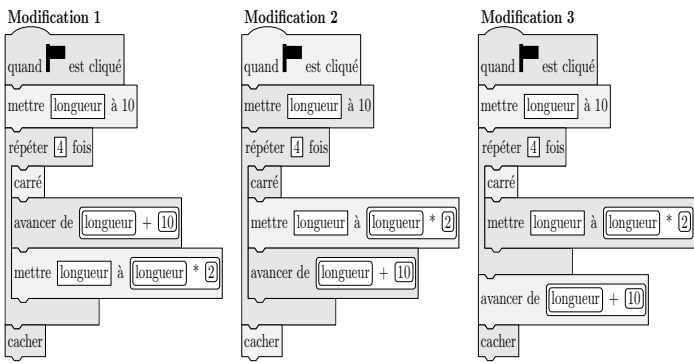 Modification 1
quand est cliqué
mettre longueur à 10
répéter 4 fois
carré
avancer de longueur + 10
mettre longueur à longueur * 2
cacher
Modification 2
quand est cliqué
mettre longueur à 10
répéter 4 fois
carré
mettre longueur à longueur * 2
avancer de longueur + 10
cacher
Modification 3
quand est cliqué
mettre longueur à 10
répéter 4 fois
carré
mettre longueur à longueur * 2
avancer de longueur + 10
cacher